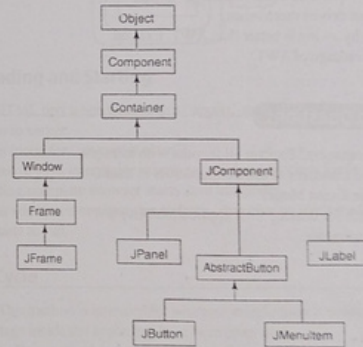 Object
Component
Container
Window
JComponent
Frame
JFrame
JPanel
AbstractButton
JLabel
JButton
JMenuItem